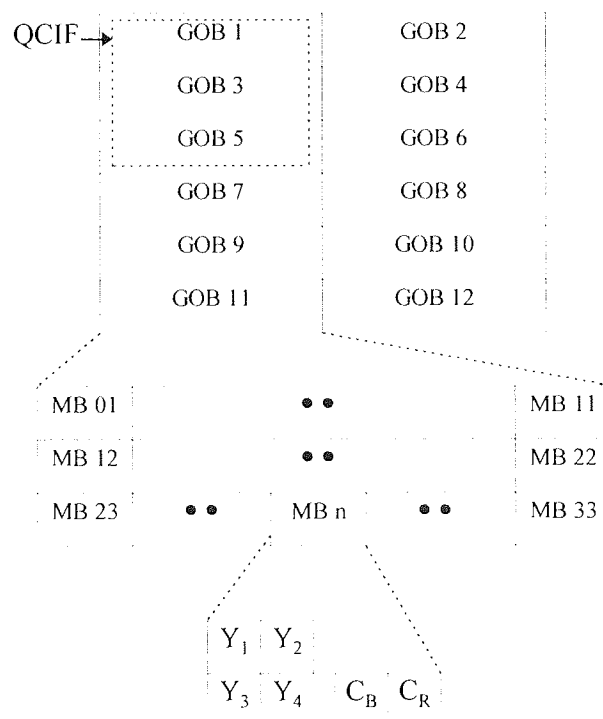 QCIF GOB 1 GOB 2
GOB 3 GOB 4
GOB 5 GOB 6
GOB 7 GOB 8
GOB 9 GOB 10
GOB 11 GOB 12
MB 01 •• MB 11
MB 12 •• MB 22
MB 23 •• MB n •• MB 33
Y₁ Y₂
Y₃ Y₄ C_B C_R